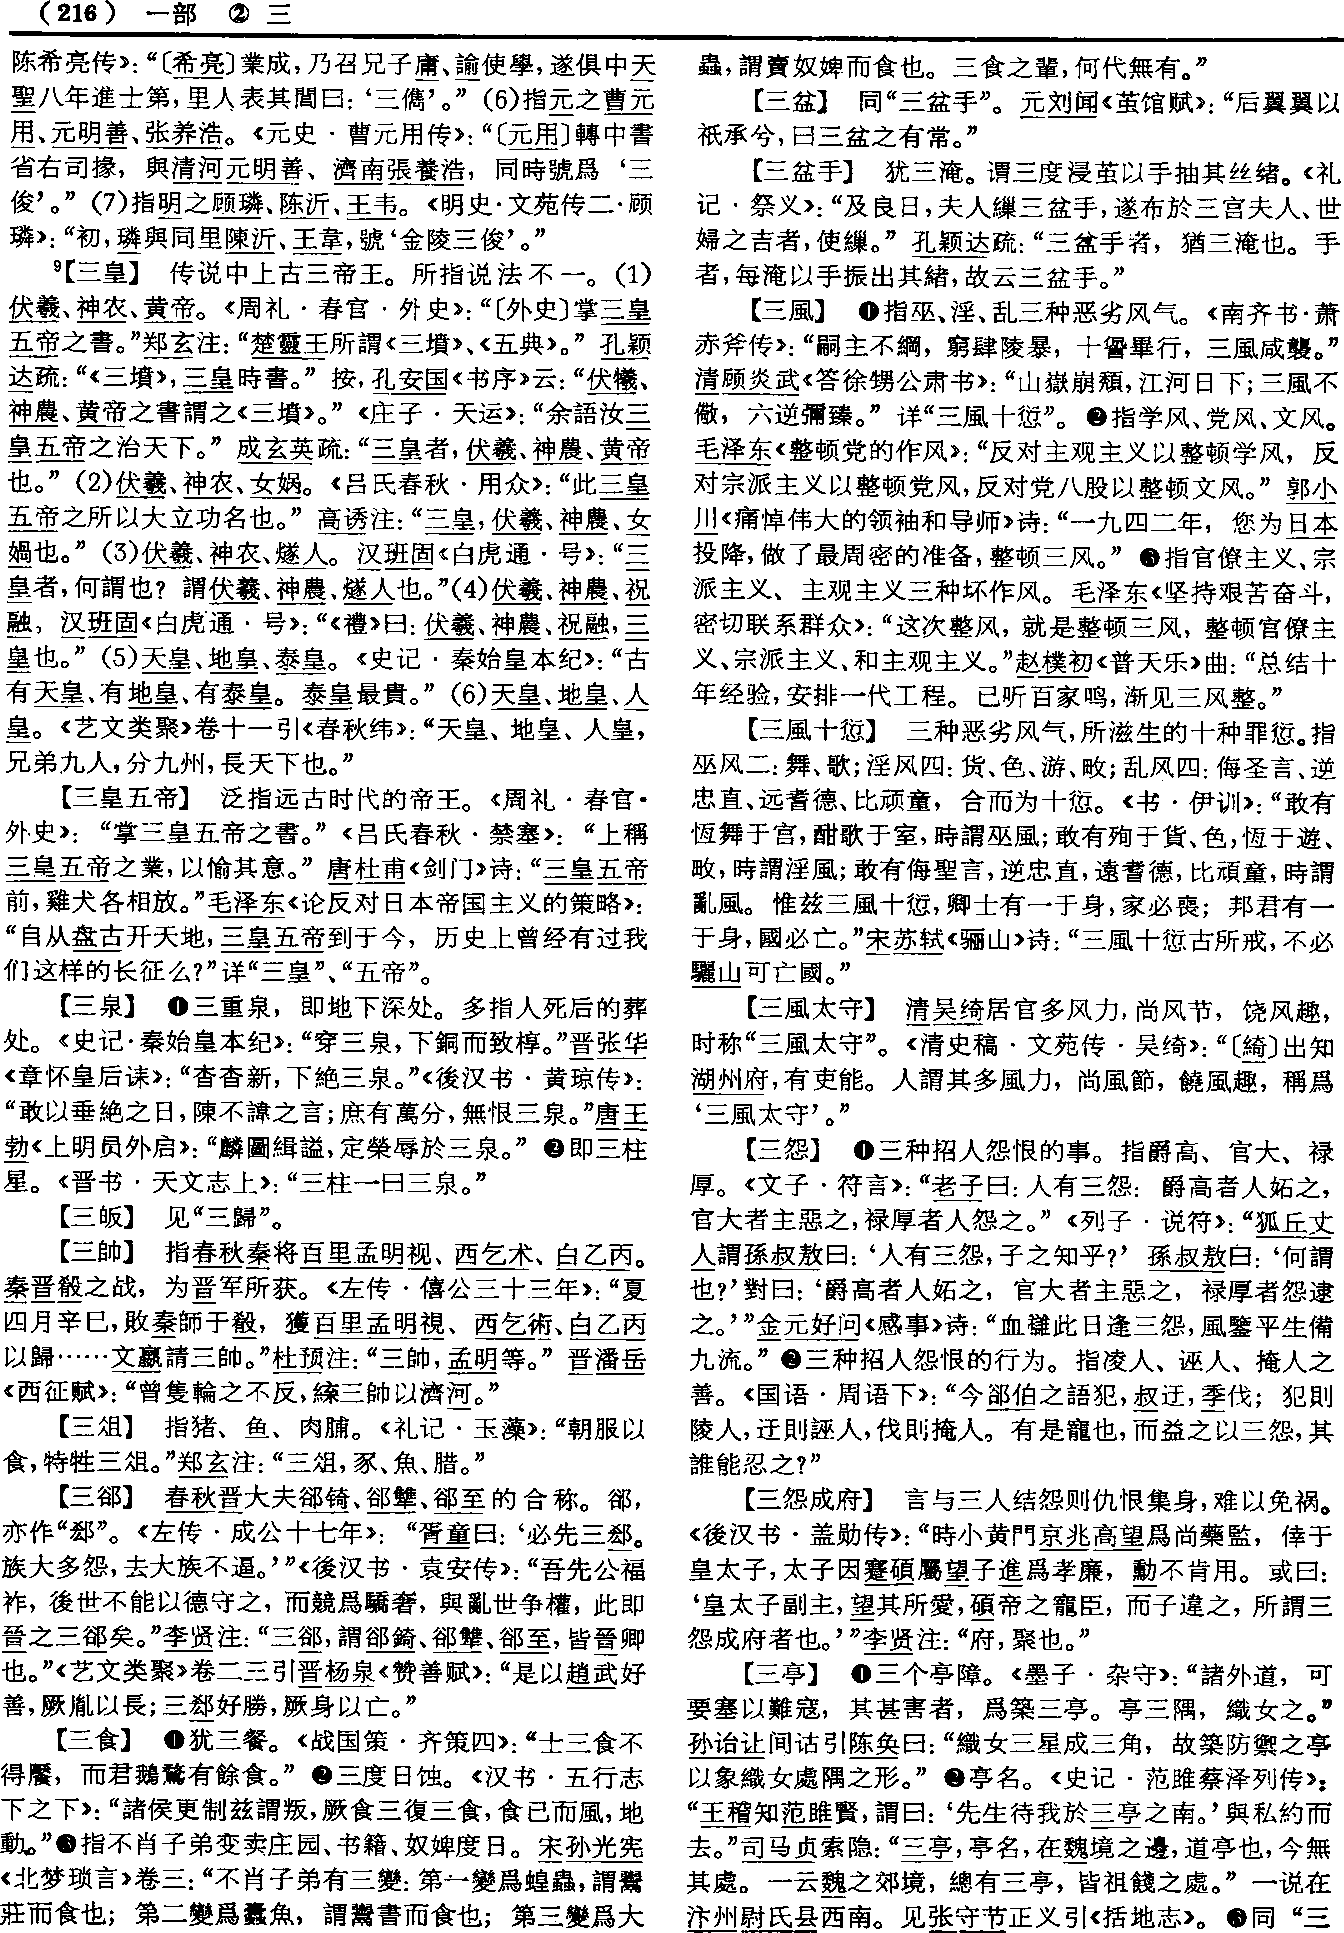 （216） 一部 ② 三
陈希亮传》：“〔希亮〕業成，乃召兄子庸、諭使學，遂俱中天
聖八年進士第，里人表其閭曰：‘三儁’。”（6）指元之曹元
用、元明善、张养浩。《元史·曹元用传》：“〔元用〕轉中書
省右司掾，與清河元明善、濟南張養浩，同時號爲‘三
俊’。”（7）指明之顾璘、陈沂、王韦。《明史·文苑传二·顾
璘》：“初，璘與同里陳沂、王韋，號‘金陵三俊’。”
⁹【三皇】 传说中上古三帝王。所指说法不一。（1）
伏羲、神农、黄帝。《周礼·春官·外史》：“〔外史〕掌三皇
五帝之書。”郑玄注：“楚靈王所謂《三墳》、《五典》。”孔颖
达疏：“《三墳》，三皇時書。”按，孔安国《书序》云：“伏犧、
神農、黄帝之書謂之《三墳》。”《庄子·天运》：“余語汝三
皇五帝之治天下。”成玄英疏：“三皇者，伏羲、神農、黄帝
也。”（2）伏羲、神农、女娲。《吕氏春秋·用众》：“此三皇
五帝之所以大立功名也。”高诱注：“三皇，伏羲、神農、女
媧也。”（3）伏羲、神农、燧人。汉班固《白虎通·号》：“三
皇者，何謂也？謂伏羲、神農、燧人也。”（4）伏羲、神農、祝
融，汉班固《白虎通·号》：“《禮》曰：伏羲、神農、祝融，三
皇也。”（5）天皇、地皇、泰皇。《史记·秦始皇本纪》：“古
有天皇、有地皇、有泰皇。泰皇最貴。”（6）天皇、地皇、人
皇。《艺文类聚》卷十一引《春秋纬》：“天皇、地皇、人皇，
兄弟九人，分九州，長天下也。”
【三皇五帝】 泛指远古时代的帝王。《周礼·春官·
外史》：“掌三皇五帝之書。”《吕氏春秋·禁塞》：“上稱
三皇五帝之業，以愉其意。”唐杜甫《剑门》诗：“三皇五帝
前，雞犬各相放。”毛泽东《论反对日本帝国主义的策略》：
“自从盘古开天地，三皇五帝到于今，历史上曾经有过我
们这样的长征么？”详“三皇”、“五帝”。
【三泉】 ❶三重泉，即地下深处。多指人死后的葬
处。《史记·秦始皇本纪》：“穿三泉，下銅而致椁。”晋张华
《章怀皇后诔》：“杳杳新，下絶三泉。”《後汉书·黄琼传》：
“敢以垂絶之日，陳不諱之言；庶有萬分，無恨三泉。”唐王
勃《上明员外启》：“麟圖緝謚，定榮辱於三泉。”❷即三柱
星。《晋书·天文志上》：“三柱一曰三泉。”
【三皈】 见“三歸”。
【三帥】 指春秋秦将百里孟明视、西乞术、白乙丙。
秦晋殽之战，为晋军所获。《左传·僖公三十三年》：“夏
四月辛巳，敗秦師于殽，獲百里孟明視、西乞術、白乙丙
以歸……文嬴請三帥。”杜预注：“三帥，孟明等。”晋潘岳
《西征赋》：“曾隻輪之不反，緤三帥以濟河。”
【三俎】 指猪、鱼、肉脯。《礼记·玉藻》：“朝服以
食，特牲三俎。”郑玄注：“三俎，豕、魚、腊。”
【三郤】 春秋晋大夫郤锜、郤犨、郤至的合称。郤，
亦作“郄”。《左传·成公十七年》：“胥童曰：‘必先三郄。
族大多怨，去大族不逼。’”《後汉书·袁安传》：“吾先公福
祚，後世不能以德守之，而競爲驕奢，與亂世争權，此即
晉之三郤矣。”李贤注：“三郤，謂郤錡、郤犨、郤至，皆晉卿
也。”《艺文类聚》卷二三引晋杨泉《赞善赋》：“是以趙武好
善，厥胤以長；三郄好勝，厥身以亡。”
【三食】 ❶犹三餐。《战国策·齐策四》：“士三食不
得饜，而君鵝鶩有餘食。”❷三度日蚀。《汉书·五行志
下之下》：“諸侯更制兹謂叛，厥食三復三食，食已而風，地
動。”❸指不肖子弟变卖庄园、书籍、奴婢度日。宋孙光宪
《北梦琐言》卷三：“不肖子弟有三變：第一變爲蝗蟲，謂鬻
莊而食也；第二變爲蠹魚，謂鬻書而食也；第三變爲大
蟲，謂賣奴婢而食也。三食之輩，何代無有。”
【三盆】 同“三盆手”。元刘闻《茧馆赋》：“后翼翼以
祇承兮，曰三盆之有常。”
【三盆手】 犹三淹。谓三度浸茧以手抽其丝绪。《礼
记·祭义》：“及良日，夫人繅三盆手，遂布於三宫夫人、世
婦之吉者，使繅。”孔颖达疏：“三盆手者，猶三淹也。手
者，每淹以手振出其緒，故云三盆手。”
【三風】 ❶指巫、淫、乱三种恶劣风气。《南齐书·萧
赤斧传》：“嗣主不綱，窮肆陵暴，十諐畢行，三風咸襲。”
清顾炎武《答徐甥公肃书》：“山嶽崩頹，江河日下；三風不
儆，六逆彌臻。”详“三風十愆”。❷指学风、党风、文风。
毛泽东《整顿党的作风》：“反对主观主义以整顿学风，反
对宗派主义以整顿党风，反对党八股以整顿文风。”郭小
川《痛悼伟大的领袖和导师》诗：“一九四二年，您为日本
投降，做了最周密的准备，整顿三风。”❸指官僚主义、宗
派主义、主观主义三种坏作风。毛泽东《坚持艰苦奋斗，
密切联系群众》：“这次整风，就是整顿三风，整顿官僚主
义、宗派主义、和主观主义。”赵樸初《普天乐》曲：“总结十
年经验，安排一代工程。已听百家鸣，渐见三风整。”
【三風十愆】 三种恶劣风气，所滋生的十种罪愆。指
巫风二：舞、歌；淫风四：货、色、游、畋；乱风四：侮圣言、逆
忠直、远耆德、比顽童，合而为十愆。《书·伊训》：“敢有
恆舞于宫，酣歌于室，時謂巫風；敢有殉于貨、色，恆于遊、
畋，時謂淫風；敢有侮聖言，逆忠直，遠耆德，比頑童，時謂
亂風。惟兹三風十愆，卿士有一于身，家必喪；邦君有一
于身，國必亡。”宋苏轼《骊山》诗：“三風十愆古所戒，不必
驪山可亡國。”
【三風太守】 清吴绮居官多风力，尚风节，饶风趣，
时称“三風太守”。《清史稿·文苑传·吴绮》：“〔綺〕出知
湖州府，有吏能。人謂其多風力，尚風節，饒風趣，稱爲
‘三風太守’。”
【三怨】 ❶三种招人怨恨的事。指爵高、官大、禄
厚。《文子·符言》：“老子曰：人有三怨：爵高者人妬之，
官大者主惡之，禄厚者人怨之。”《列子·说符》：“狐丘丈
人謂孫叔敖曰：‘人有三怨，子之知乎？’孫叔敖曰：‘何謂
也？’對曰：‘爵高者人妬之，官大者主惡之，禄厚者怨逮
之。’”金元好问《感事》诗：“血讎此日逢三怨，風鑒平生備
九流。”❷三种招人怨恨的行为。指凌人、诬人、掩人之
善。《国语·周语下》：“今郤伯之語犯，叔迂，季伐；犯則
陵人，迂則誣人，伐則掩人。有是寵也，而益之以三怨，其
誰能忍之？”
【三怨成府】 言与三人结怨则仇恨集身，难以免祸。
《後汉书·盖勋传》：“時小黄門京兆高望爲尚藥監，倖于
皇太子，太子因蹇碩屬望子進爲孝廉，勳不肯用。或曰：
‘皇太子副主，望其所愛，碩帝之寵臣，而子違之，所謂三
怨成府者也。’”李贤注：“府，聚也。”
【三亭】 ❶三个亭障。《墨子·杂守》：“諸外道，可
要塞以難寇，其甚害者，爲築三亭。亭三隅，織女之。”
孙诒让间诂引陈奂曰：“織女三星成三角，故築防禦之亭
以象織女處隅之形。”❷亭名。《史记·范雎蔡泽列传》：
“王稽知范雎賢，謂曰：‘先生待我於三亭之南。’與私約而
去。”司马贞索隐：“三亭，亭名，在魏境之邊，道亭也，今無
其處。一云魏之郊境，總有三亭，皆祖餞之處。”一说在
汴州尉氏县西南。见张守节正义引《括地志》。❸同“三